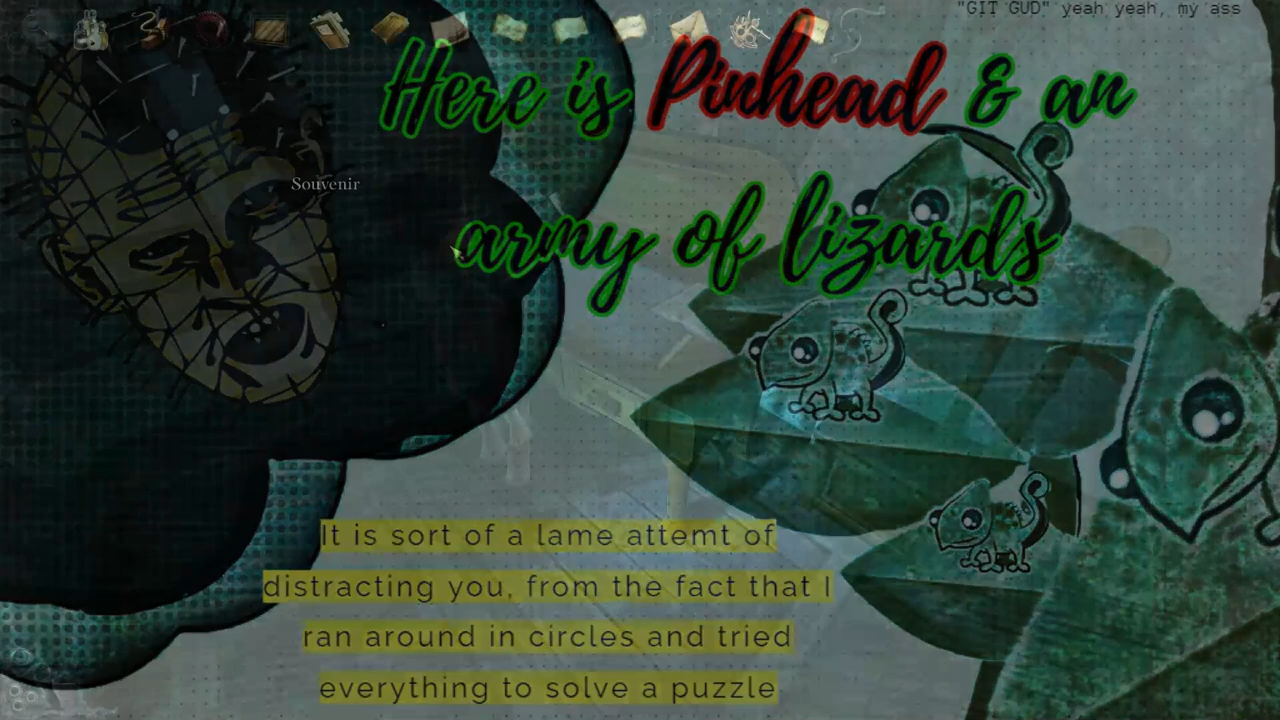 "GIT GUD" yeah yeah, my ass
Here is Pinhead & an
army of lizards
Souvenir
It is sort of a lame attemt of
distracting you, from the fact that I
ran around in circles and tried
everything to solve a puzzle